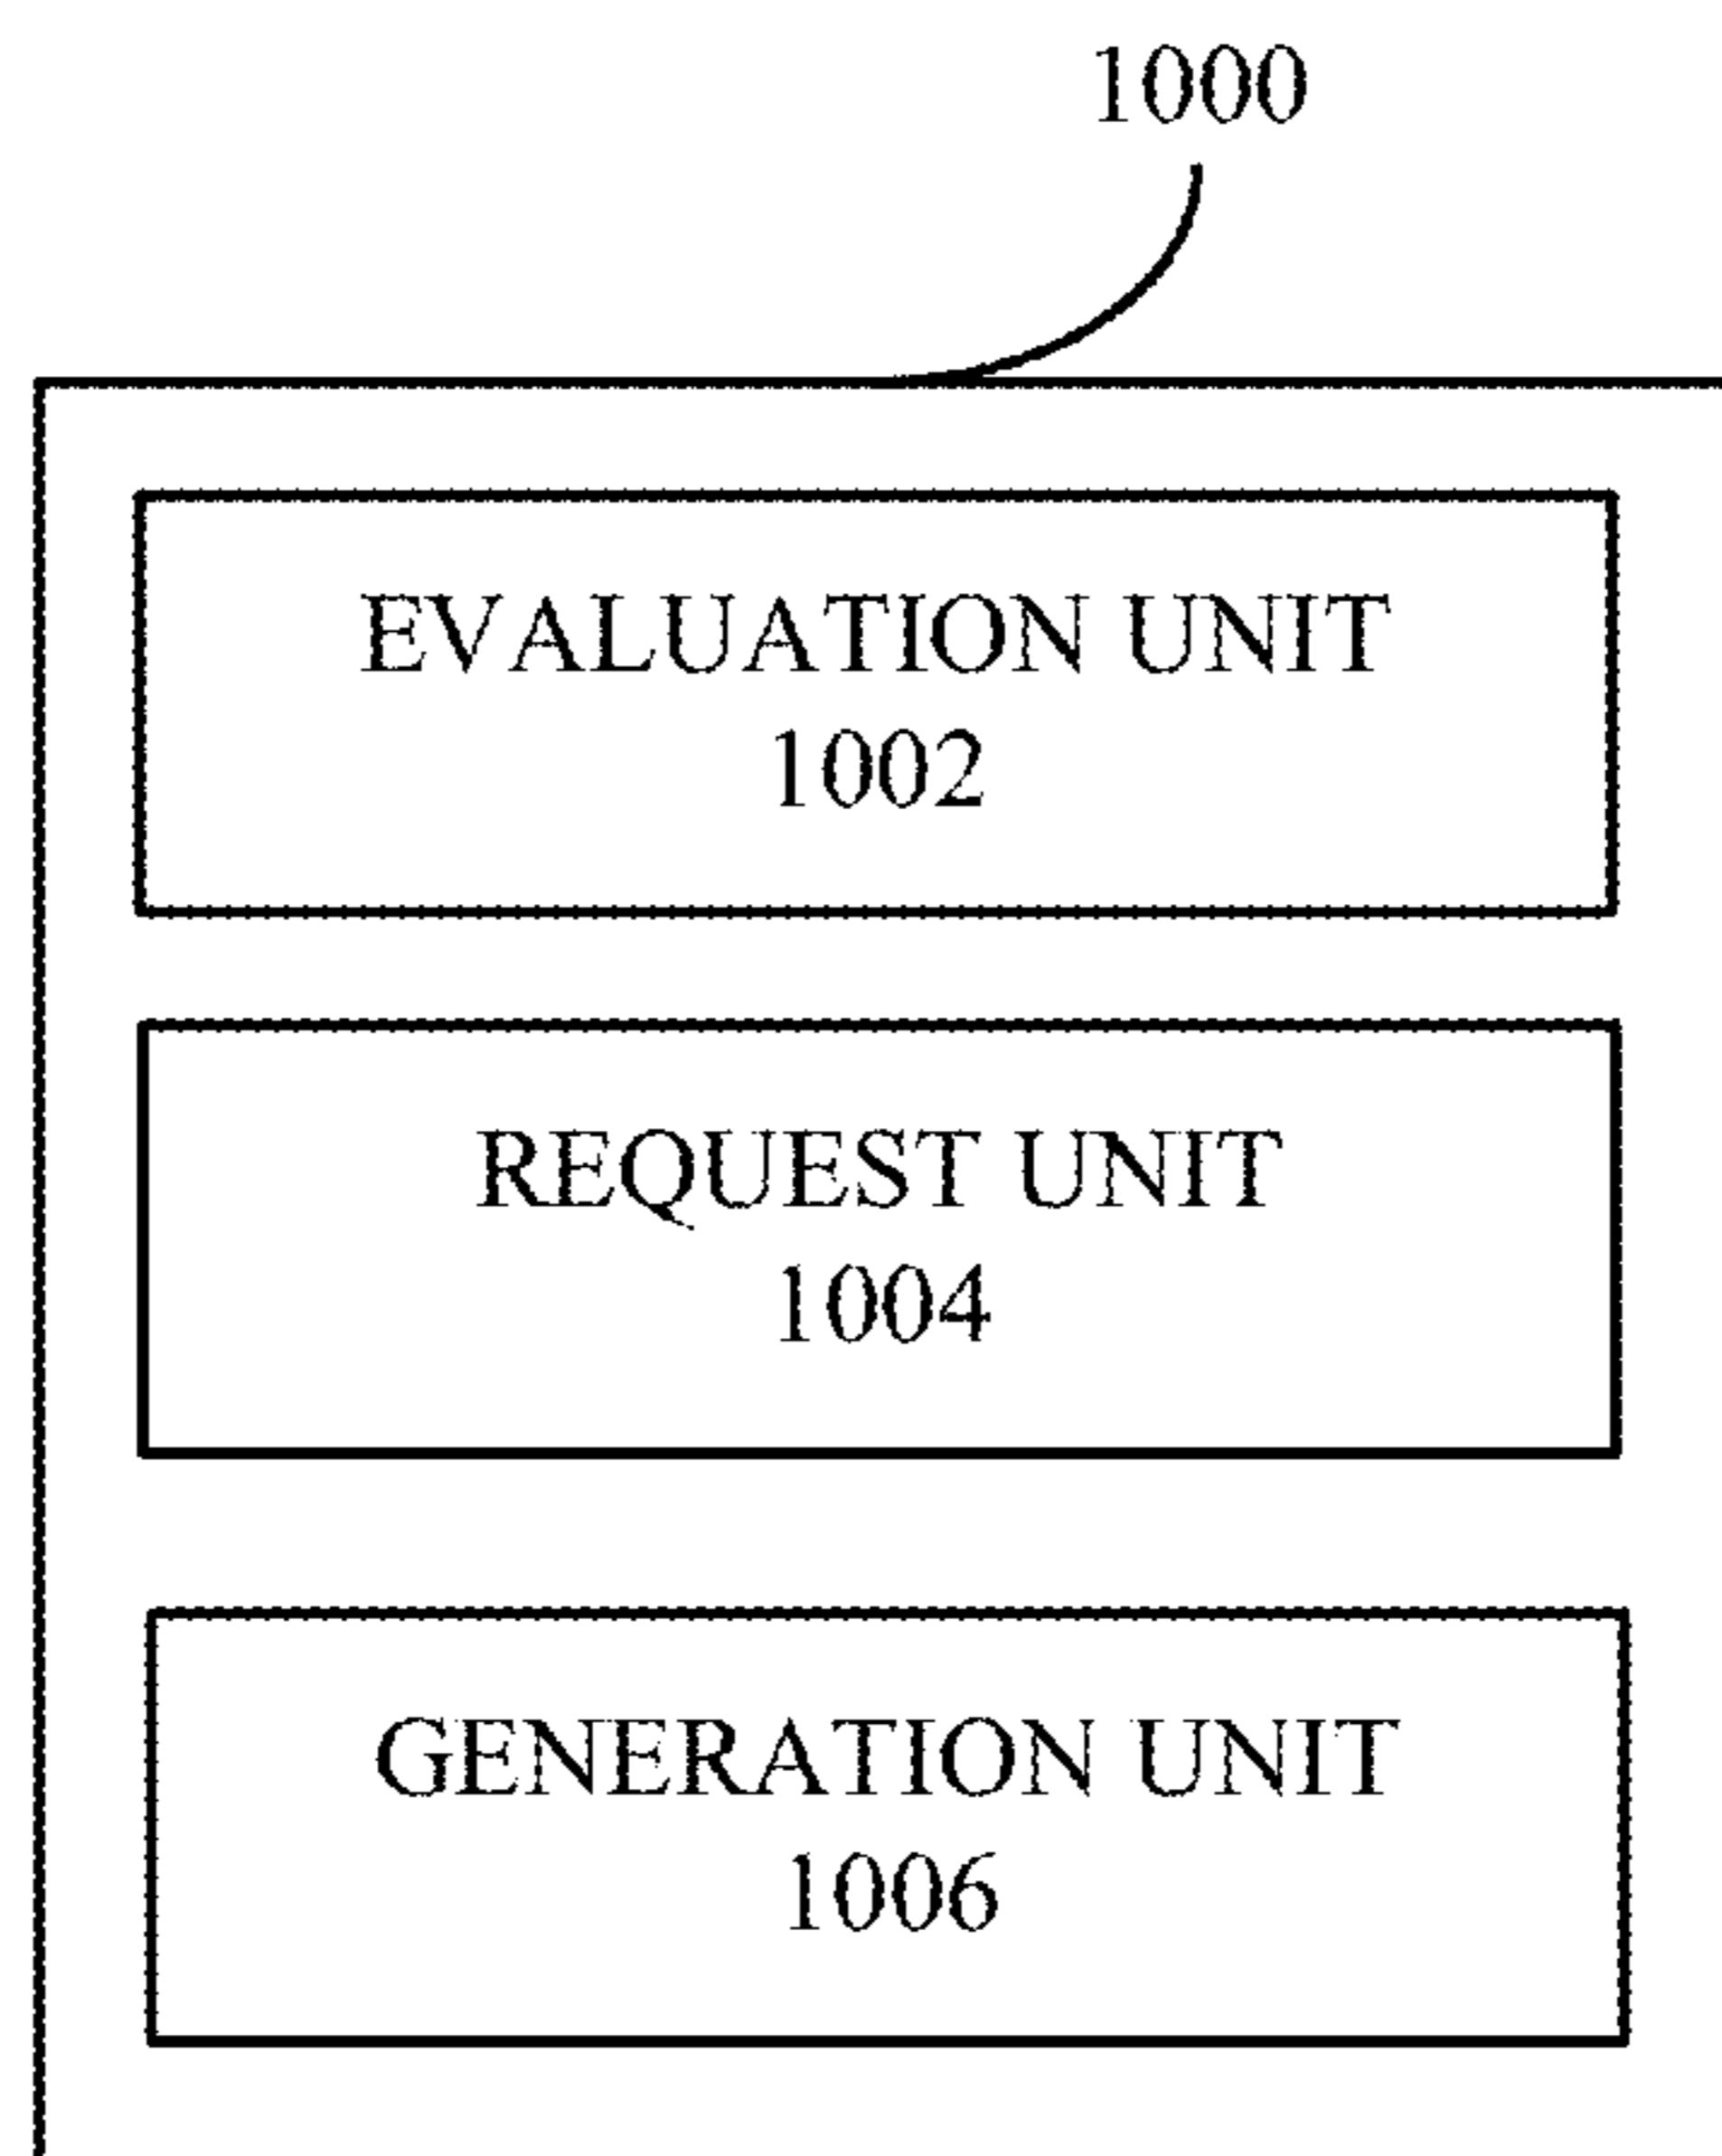 1000
EVALUATION UNIT
1002
REQUEST UNIT
1004
GENERATION UNIT
1006